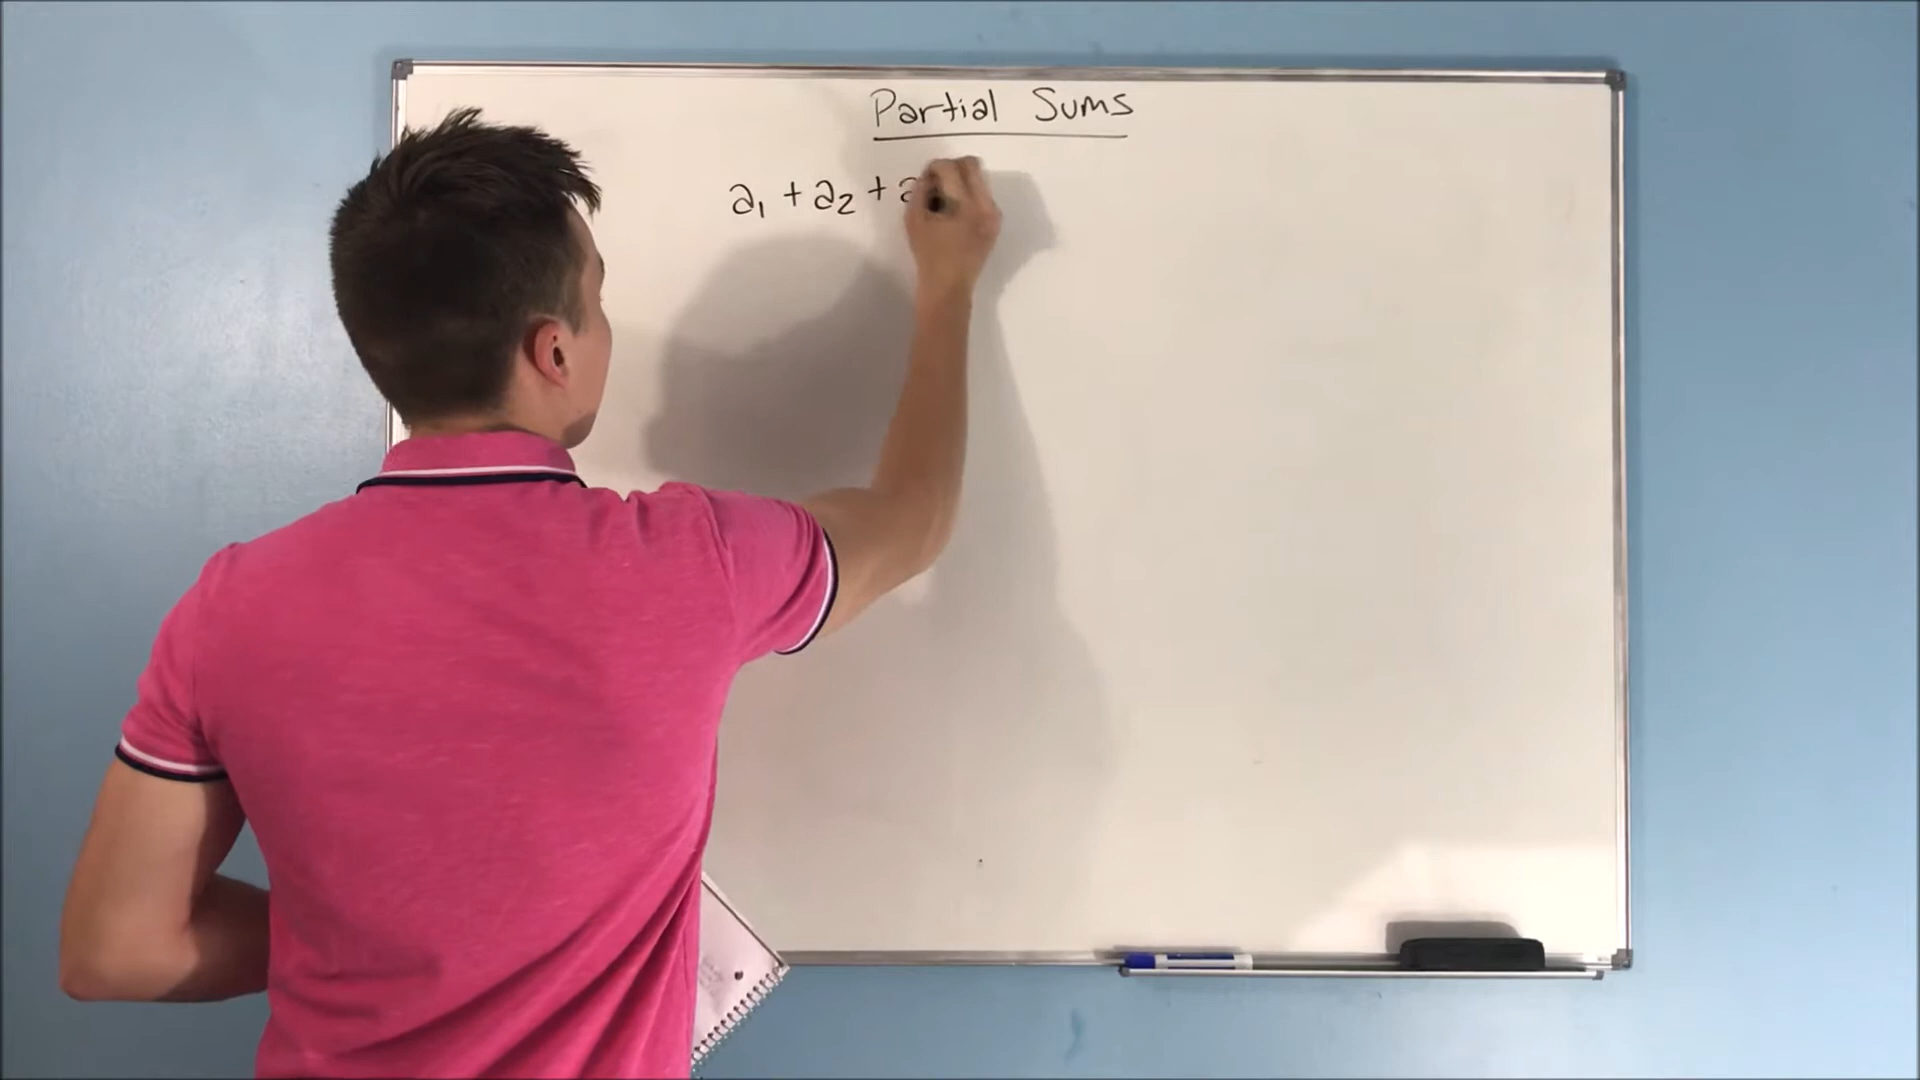 Partial Sums
a₁ + a₂ + a